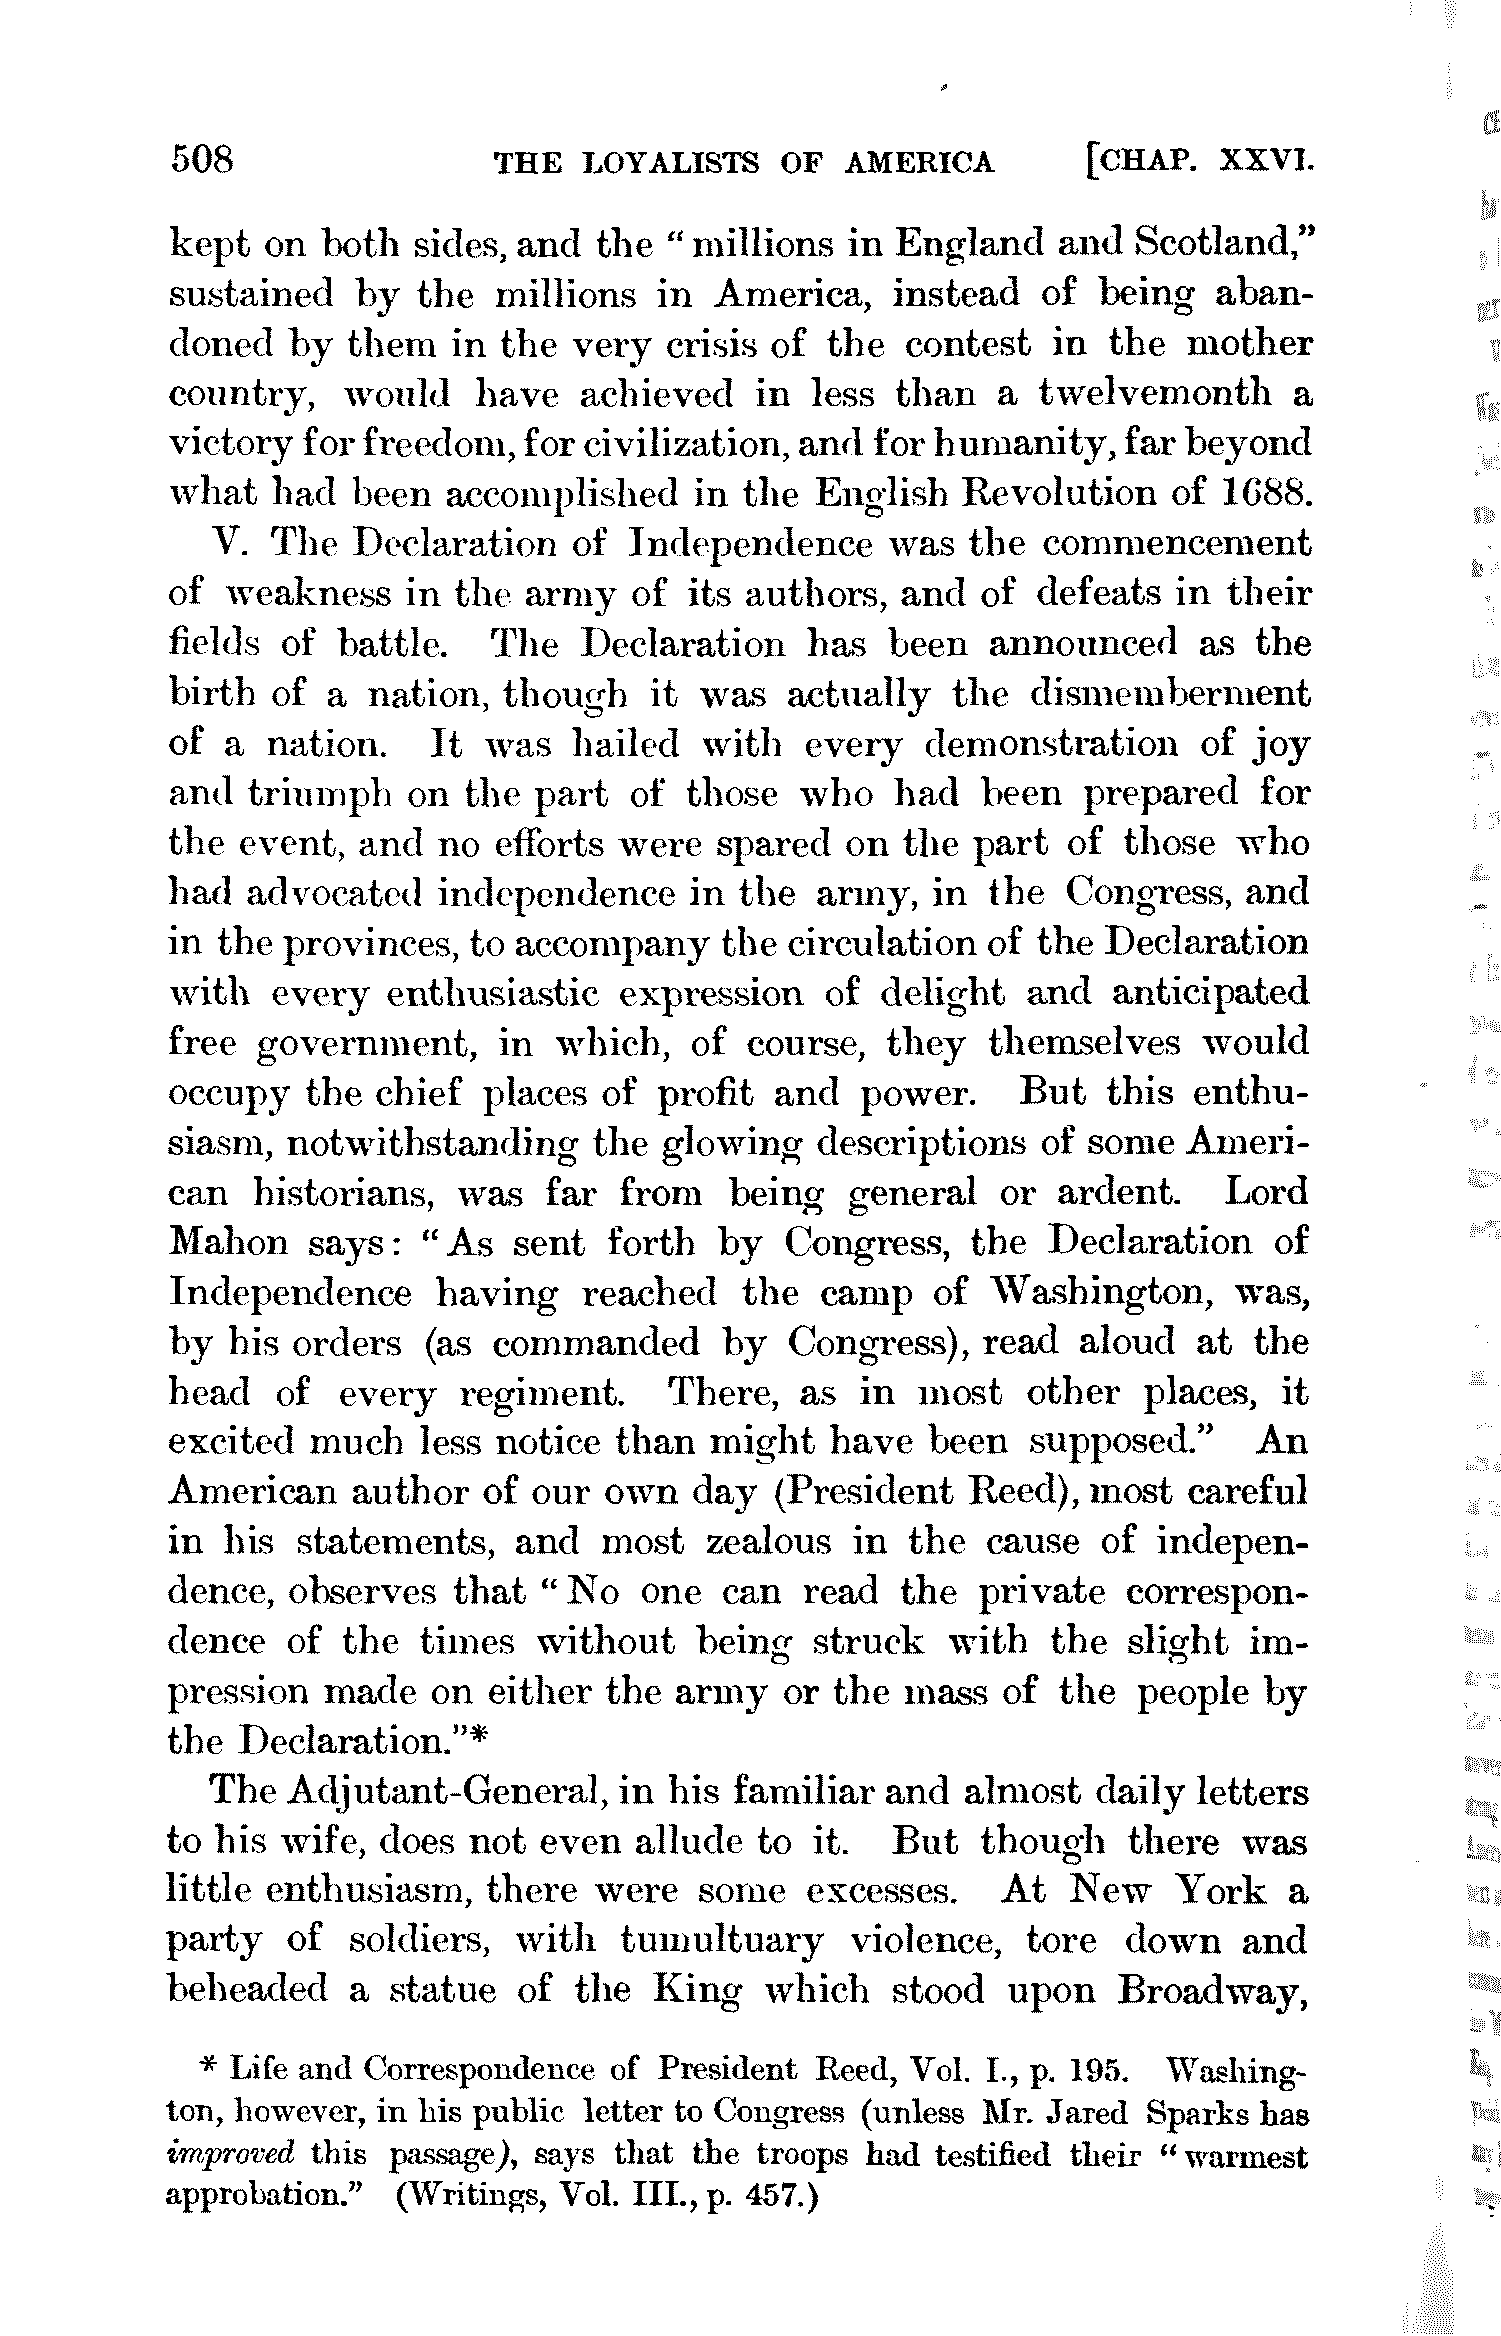 508 THE LOYALISTS OF AMERICA [CHAP. XXVI.
kept on both sides, and the “ millions in England and Scotland,”
sustained by the millions in America, instead of being aban-
doned by them in the very crisis of the contest in the mother
country, would have achieved in less than a twelvemonth a
victory for freedom, for civilization, and for humanity, far beyond
what had been accomplished in the English Revolution of 1688.
V. The Declaration of Independence was the commencement
of weakness in the army of its authors, and of defeats in their
fields of battle. The Declaration has been announced as the
birth of a nation, though it was actually the dismemberment
of a nation. It was hailed with every demonstration of joy
and triumph on the part of those who had been prepared for
the event, and no efforts were spared on the part of those who
had advocated independence in the army, in the Congress, and
in the provinces, to accompany the circulation of the Declaration
with every enthusiastic expression of delight and anticipated
free government, in which, of course, they themselves would
occupy the chief places of profit and power. But this enthu-
siasm, notwithstanding the glowing descriptions of some Ameri-
can historians, was far from being general or ardent. Lord
Mahon says: “ As sent forth by Congress, the Declaration of
Independence having reached the camp of Washington, was,
by his orders (as commanded by Congress), read aloud at the
head of every regiment. There, as in most other places, it
excited much less notice than might have been supposed.” An
American author of our own day (President Reed), most careful
in his statements, and most zealous in the cause of indepen-
dence, observes that “ No one can read the private correspon-
dence of the times without being struck with the slight im-
pression made on either the army or the mass of the people by
the Declaration.”*
The Adjutant-General, in his familiar and almost daily letters
to his wife, does not even allude to it. But though there was
little enthusiasm, there were some excesses. At New York a
party of soldiers, with tumultuary violence, tore down and
beheaded a statue of the King which stood upon Broadway,
* Life and Correspondence of President Reed, Vol. I., p. 195. Washing-
ton, however, in his public letter to Congress (unless Mr. Jared Sparks has
improved this passage), says that the troops had testified their “ warmest
approbation.” (Writings, Vol. III., p. 457.)